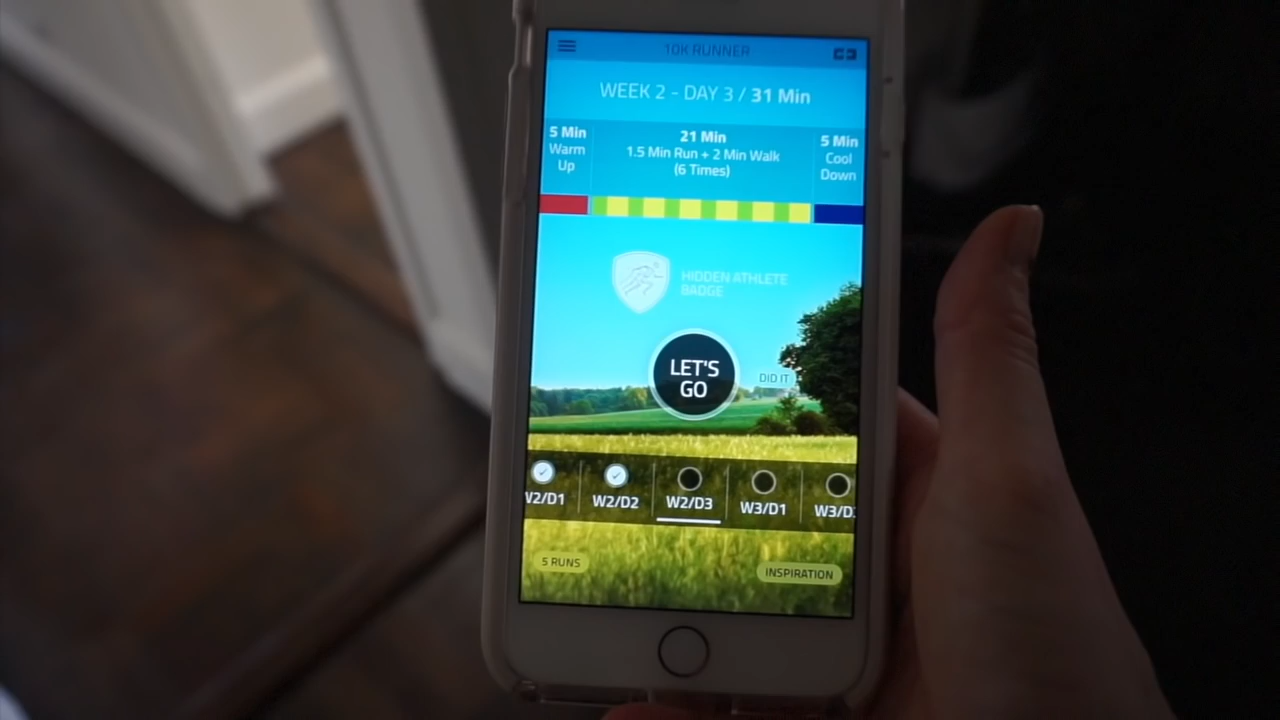 10K RUNNER
WEEK 2 - DAY 3 / 31 Min
5 Min
Warm
Up
21 Min
1.5 Min Run + 2 Min Walk
(6 Times)
5 Min
Cool
Down
HIDDEN ATHLETE
BADGE
LET'S
GO
DID IT
W2/D1
W2/D2
W2/D3
W3/D1
W3/D
5 RUNS
INSPIRATION